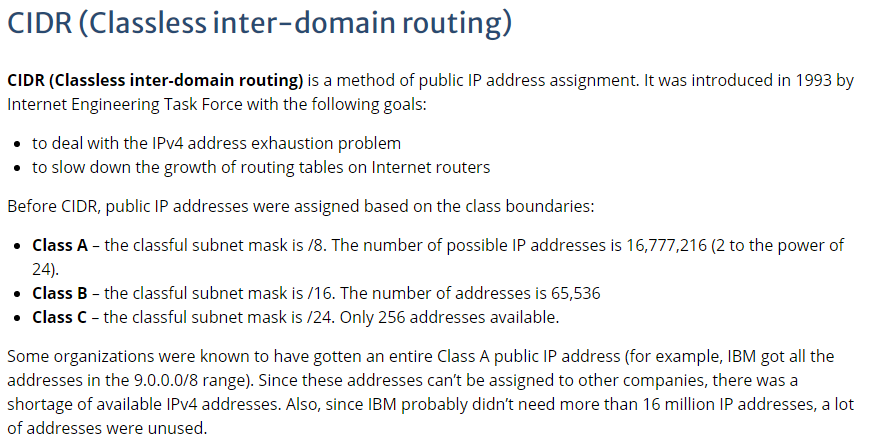 CIDR (Classless inter-domain routing)
CIDR (Classless inter-domain routing) is a method of public IP address assignment. It was introduced in 1993 by
Internet Engineering Task Force with the following goals:
• to deal with the IPv4 address exhaustion problem
• to slow down the growth of routing tables on Internet routers
Before CIDR, public IP addresses were assigned based on the class boundaries:
• Class A – the classful subnet mask is /8. The number of possible IP addresses is 16,777,216 (2 to the power of
24).
• Class B – the classful subnet mask is /16. The number of addresses is 65,536
• Class C – the classful subnet mask is /24. Only 256 addresses available.
Some organizations were known to have gotten an entire Class A public IP address (for example, IBM got all the
addresses in the 9.0.0.0/8 range). Since these addresses can’t be assigned to other companies, there was a
shortage of available IPv4 addresses. Also, since IBM probably didn’t need more than 16 million IP addresses, a lot
of addresses were unused.